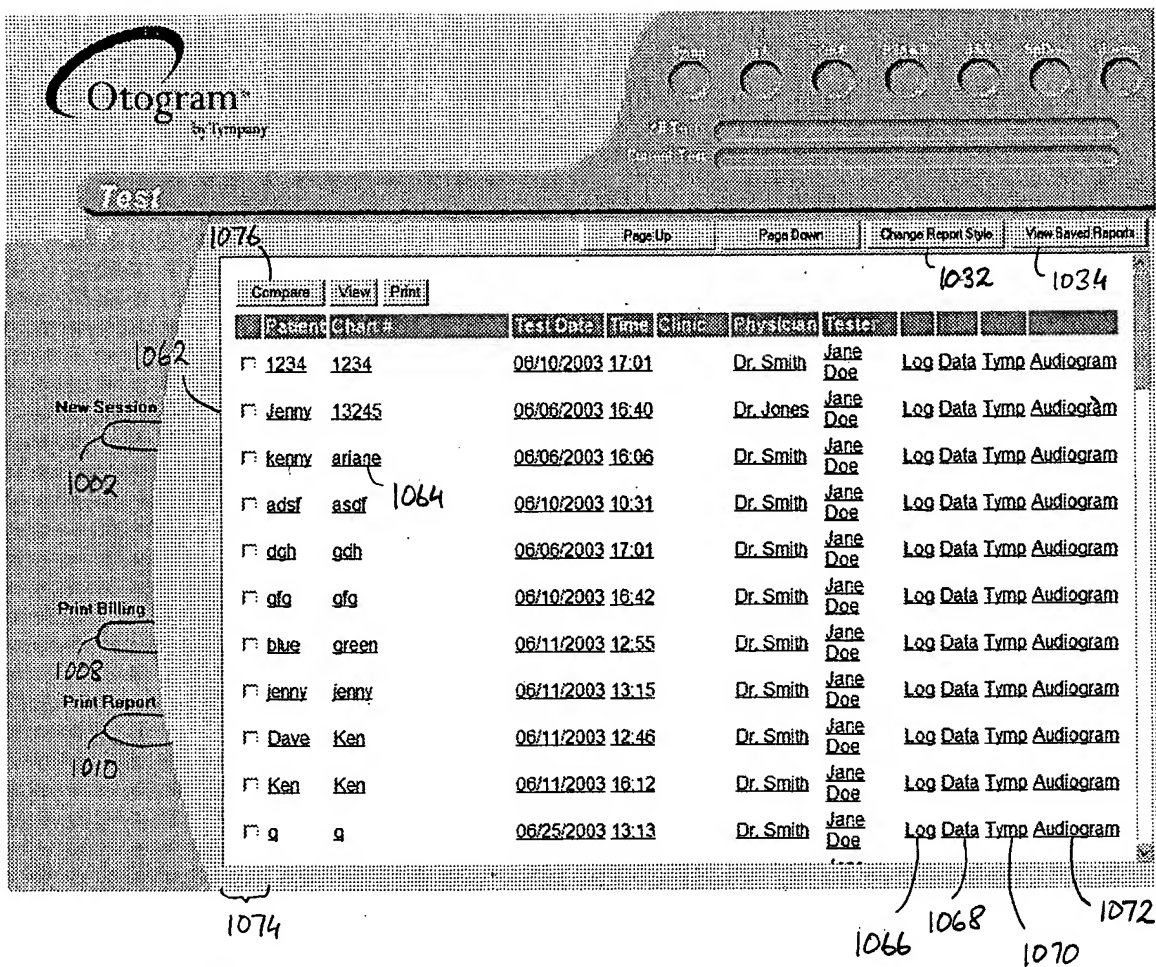 Otogram™
by Tympany
Test
1076
Page Up Page Down Change Report Style View Saved Reports
1032 1034
Compare View Print
Patient Chart # Test Date Time Clinic Physician Tester
1062
1234 1234 06/10/2003 17:01 Dr. Smith Jane Doe Log Data Tymp Audiogram
New Session
Jenny 13245 06/06/2003 16:40 Dr. Jones Jane Doe Log Data Tymp Audiogram
1002
kenny ariane 06/06/2003 16:06 Dr. Smith Jane Doe Log Data Tymp Audiogram
1064
adsf asdf 06/10/2003 10:31 Dr. Smith Jane Doe Log Data Tymp Audiogram
dgh gdh 06/06/2003 17:01 Dr. Smith Jane Doe Log Data Tymp Audiogram
Print Billing
gfg gfg 06/10/2003 16:42 Dr. Smith Jane Doe Log Data Tymp Audiogram
1008
blue green 06/11/2003 12:55 Dr. Smith Jane Doe Log Data Tymp Audiogram
Print Report
jenny jenny 06/11/2003 13:15 Dr. Smith Jane Doe Log Data Tymp Audiogram
1010
Dave Ken 06/11/2003 12:46 Dr. Smith Jane Doe Log Data Tymp Audiogram
Ken Ken 06/11/2003 16:12 Dr. Smith Jane Doe Log Data Tymp Audiogram
g g 06/25/2003 13:13 Dr. Smith Jane Doe Log Data Tymp Audiogram
1074 1066 1068 1070 1072